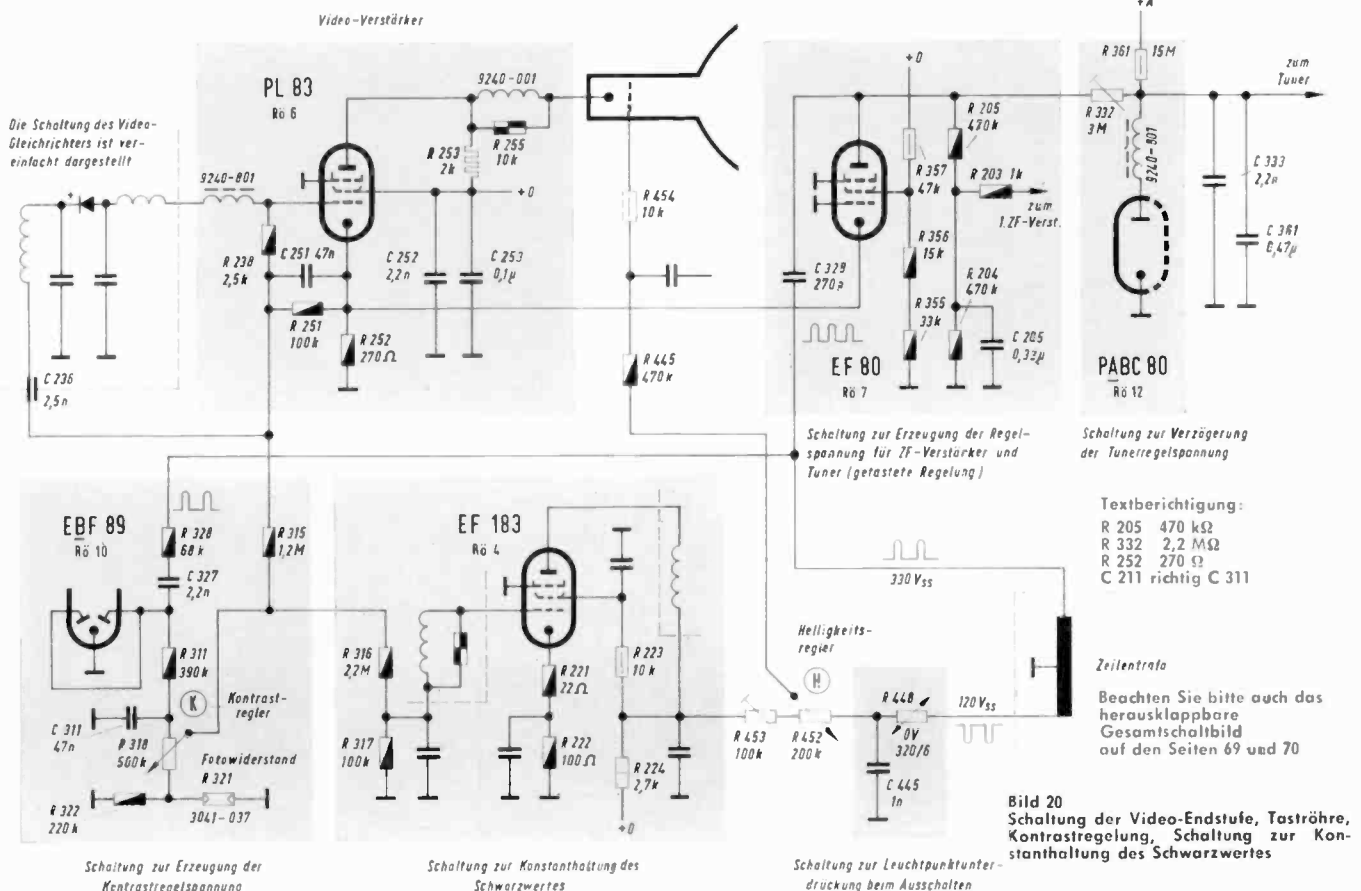 Video-Verstärker
PL 83
Rö 6
9240-001
R 255
10k
R 253
2k
Die Schaltung des Video-
Gleichrichters ist ver-
einfacht dargestellt
9240-801
R 238
2,5k
C 251 47n
R 251
100k
R 252
270Ω
C 252
2,2n
C 253
0,1µ
+D
C 236
2,5n
R 454
10k
R 445
470k
+D
R 357
47k
R 205
470k
R 203 1k
zum
1.ZF-Verst.
R 356
15k
R 204
470k
R 355
33k
C 205
0,33µ
C 329
270p
EF 80
Rö 7
+A
R 361
15M
zum
Tuner
R 332
3M
9240-801
C 333
2,2n
C 361
0,47µ
PABC 80
Rö 12
Schaltung zur Erzeugung der Regel-
spannung für ZF-Verstärker und
Tuner (getastete Regelung)
Schaltung zur Verzögerung
der Tunerregelspannung
Textberichtigung:
R 205 470 kΩ
R 332 2,2 MΩ
R 252 270 Ω
C 211 richtig C 311
EBF 89
Rö 10
R 328
68k
C 327
2,2n
R 315
1,2M
R 311
390k
K
Kontrast-
regler
C 311
47n
R 318
500k
Fotowiderstand
R 321
R 322
220k
3041-037
EF 183
Rö 4
R 316
2,2M
R 317
100k
R 221
22Ω
R 222
100Ω
R 223
10k
R 224
2,7k
+D
330 Vss
Helligkeits-
regler
H
R 453
100k
R 452
200k
R 448
OV
320/6
C 445
1n
120 Vss
Zeilentrafo
Beachten Sie bitte auch das
herausklappbare
Gesamtschaltbild
auf den Seiten 69 und 70
Bild 20
Schaltung der Video-Endstufe, Taströhre,
Kontrastregelung, Schaltung zur Kon-
stanthaltung des Schwarzwertes
Schaltung zur Erzeugung der
Kontrastregelspannung
Schaltung zur Konstanthaltung des
Schwarzwertes
Schaltung zur Leuchtpunktunter-
drückung beim Ausschalten